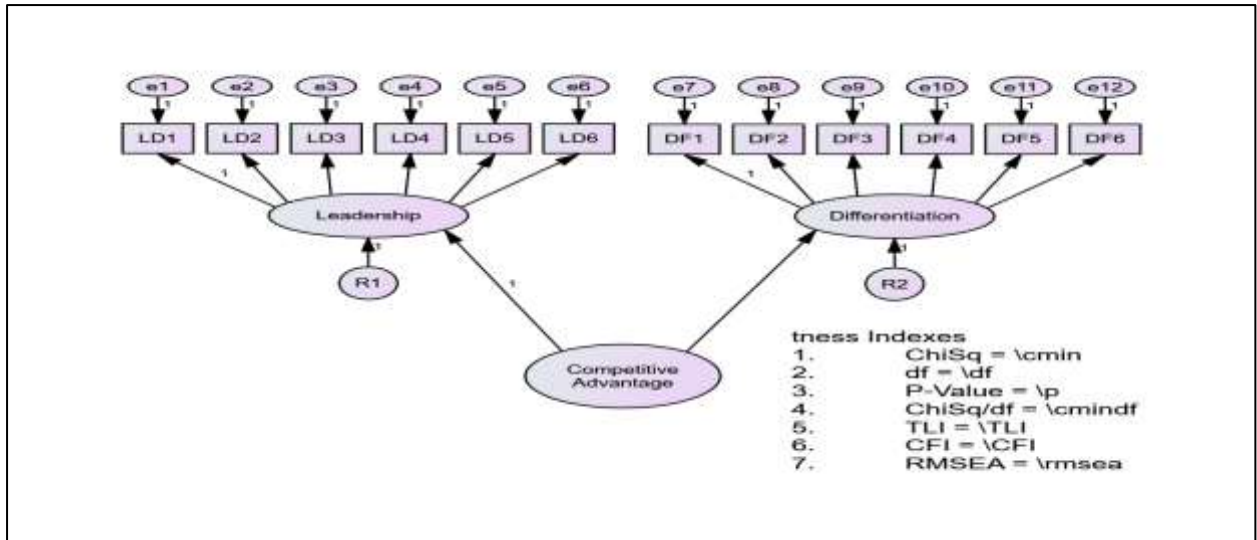 e1 e2 e3 e4 e5 e6 e7 e8 e9 e10 e11 e12
1 1 1 1 1 1 1 1 1 1 1 1
LD1 LD2 LD3 LD4 LD5 LD6 DF1 DF2 DF3 DF4 DF5 DF6
1 1
Leadership Differentiation
1 1
R1 R2
1
Competitive
Advantage
tness Indexes
1. ChiSq = \cmin
2. df = \df
3. P-Value = \p
4. ChiSq/df = \cmindf
5. TLI = \TLI
6. CFI = \CFI
7. RMSEA = \rmsea